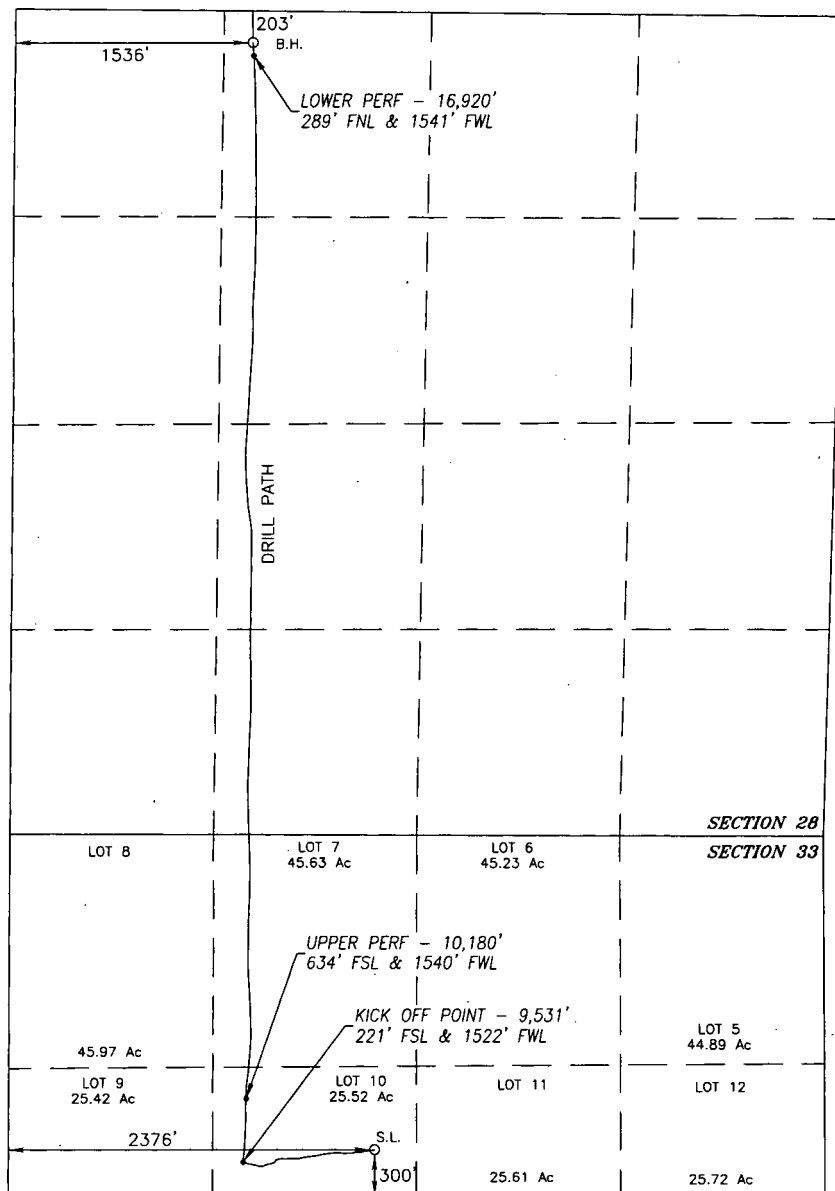 203'
B.H.
1536'
LOWER PERF - 16,920'
289' FNL & 1541' FWL
DRILL PATH
SECTION 28
LOT 8
LOT 7
45.63 Ac
LOT 6
45.23 Ac
SECTION 33
UPPER PERF - 10,180'
634' FSL & 1540' FWL
KICK OFF POINT - 9,531'
221' FSL & 1522' FWL
LOT 5
44.89 Ac
45.97 Ac
LOT 9
25.42 Ac
LOT 10
25.52 Ac
LOT 11
LOT 12
2376'
S.L.
300'
25.61 Ac
25.72 Ac